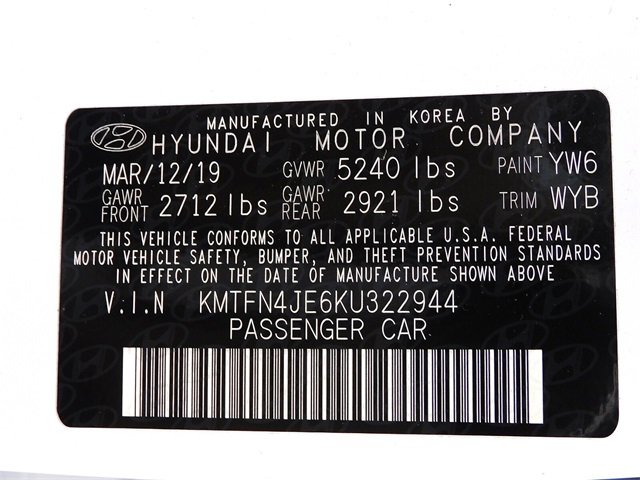 MANUFACTURED IN KOREA BY
HYUNDAI MOTOR COMPANY
MAR/12/19 GVWR 5240 lbs PAINT YW6
GAWR FRONT 2712 lbs GAWR REAR 2921 lbs TRIM WYB
THIS VEHICLE CONFORMS TO ALL APPLICABLE U.S.A. FEDERAL
MOTOR VEHICLE SAFETY, BUMPER, AND THEFT PREVENTION STANDARDS
IN EFFECT ON THE DATE OF MANUFACTURE SHOWN ABOVE
V.I.N KMTFN4JE6KU322944
PASSENGER CAR